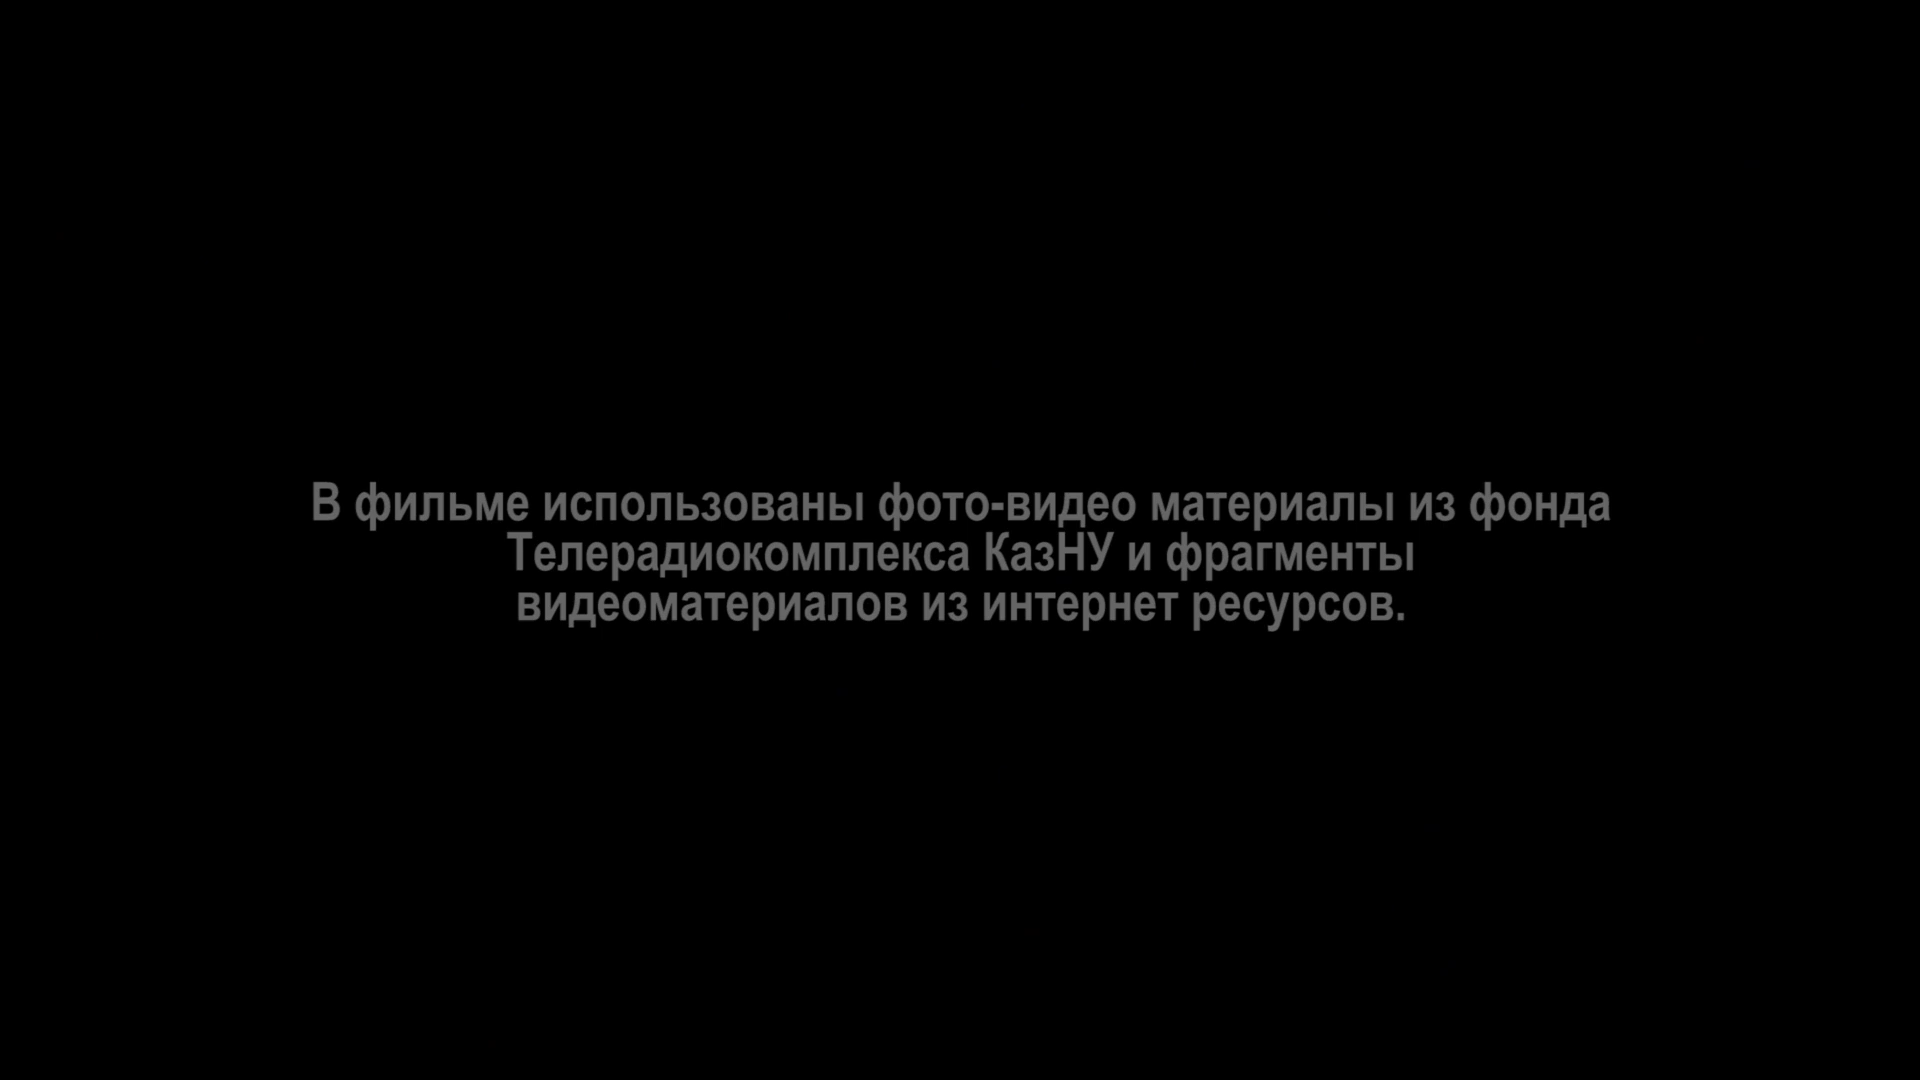 В фильме использованы фото-видео материалы из фонда
Телерадиокомплекса КазНУ и фрагменты
видеоматериалов из интернет ресурсов.